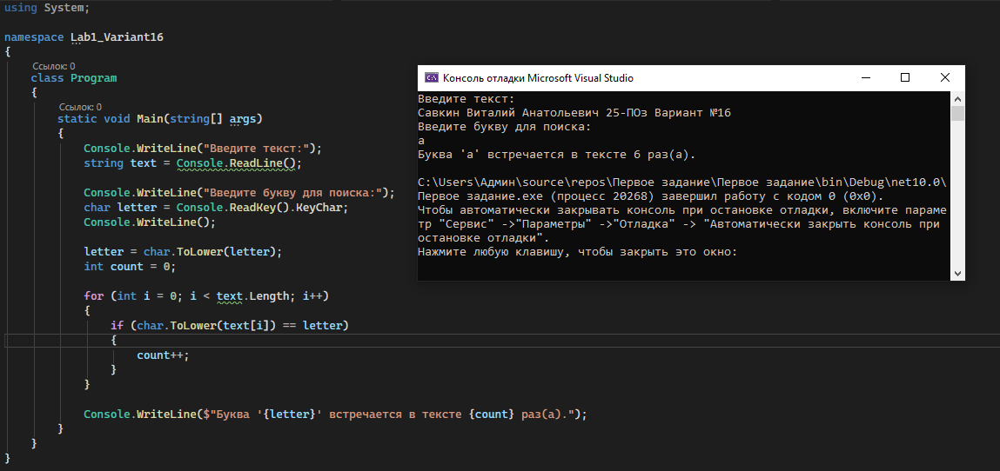 using System;
namespace Lab1_Variant16
{
Ссылок: 0
class Program
{
Ссылок: 0
static void Main(string[] args)
{
Console.WriteLine("Введите текст:");
string text = Console.ReadLine();
Console.WriteLine("Введите букву для поиска:");
char letter = Console.ReadKey().KeyChar;
Console.WriteLine();
letter = char.ToLower(letter);
int count = 0;
for (int i = 0; i < text.Length; i++)
{
if (char.ToLower(text[i]) == letter)
{
count++;
}
}
Console.WriteLine($"Буква '{letter}' встречается в тексте {count} раз(а).");
}
}
}
Консоль отладки Microsoft Visual Studio
Введите текст:
Савкин Виталий Анатольевич 25-ПОз Вариант №16
Введите букву для поиска:
а
Буква 'а' встречается в тексте 6 раз(а).
C:\Users\Админ\source\repos\Первое задание\Первое задание\bin\Debug\net10.0\
Первое задание.exe (процесс 20268) завершил работу с кодом 0 (0x0).
Чтобы автоматически закрывать консоль при остановке отладки, включите параме
тр "Сервис" ->"Параметры" ->"Отладка" -> "Автоматически закрыть консоль при
остановке отладки".
Нажмите любую клавишу, чтобы закрыть это окно: